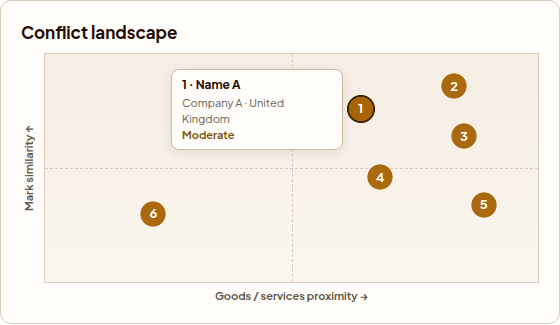 Conflict landscape
1 · Name A
Company A · United
Kingdom
Moderate
1
2
3
4
5
6
Mark similarity →
Goods / services proximity →